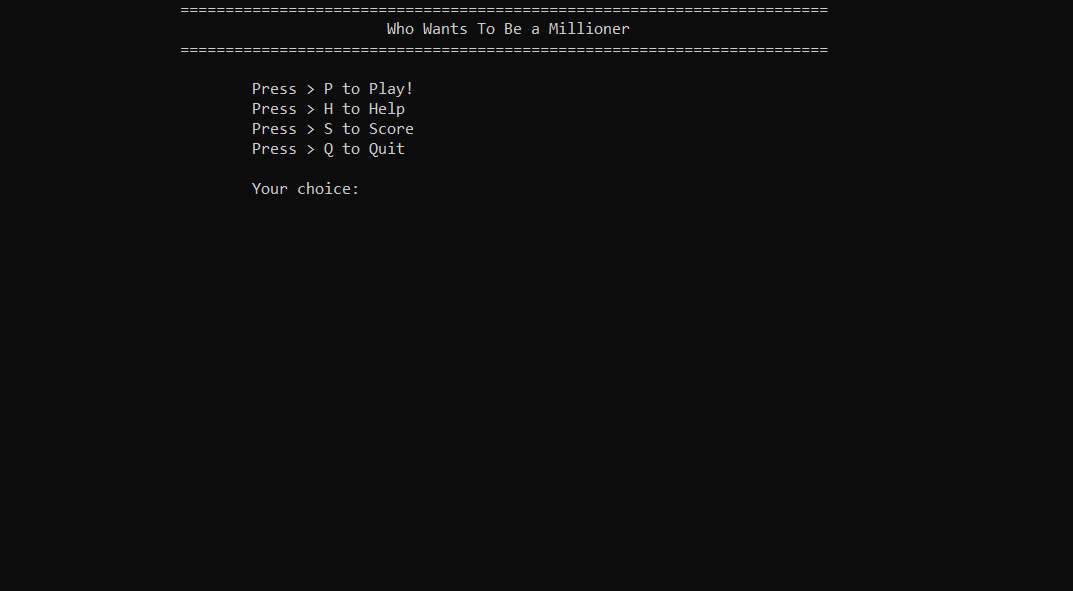 ========================================================================
Who Wants To Be a Millioner
========================================================================
Press > P to Play!
Press > H to Help
Press > S to Score
Press > Q to Quit
Your choice: